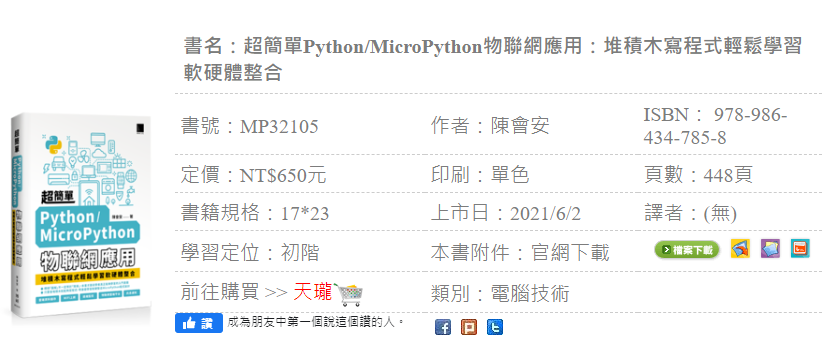 書名：超簡單Python/MicroPython物聯網應用：堆積木寫程式輕鬆學習
軟硬體整合
書號：MP32105
作者：陳會安
ISBN： 978-986-
434-785-8
定價：NT$650元
印刷：單色
頁數：448頁
書籍規格：17*23
上市日：2021/6/2
譯者：(無)
學習定位：初階
本書附件：官網下載
檔案下載
前往購買 >> 天瓏
類別：電腦技術
讚
成為朋友中第一個說這個讚的人。
超簡單
Python/
MicroPython
物聯網應用
堆積木寫程式輕鬆學習軟硬體整合